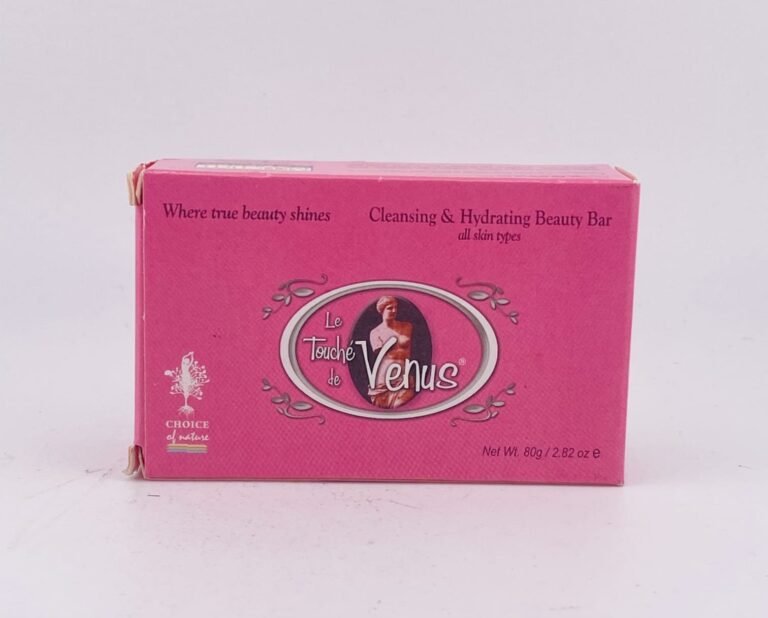 Where true beauty shines
Cleansing & Hydrating Beauty Bar
all skin types
Le
Touché
de Venus®
CHOICE
of nature
Net Wt. 80g / 2.82 oz e